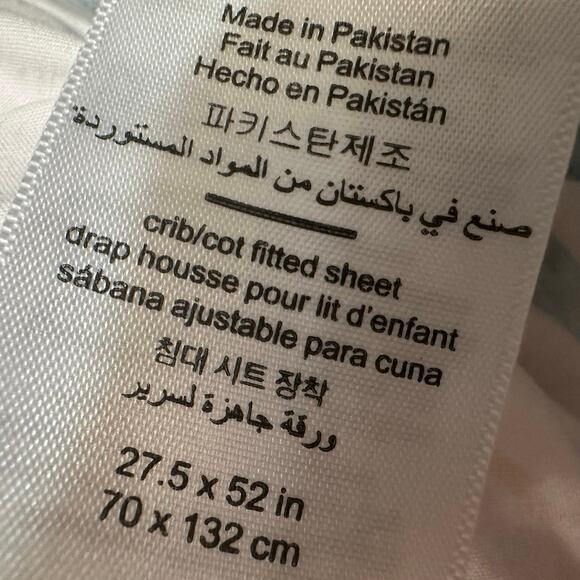 Made in Pakistan
Fait au Pakistan
Hecho en Pakistán
파키스탄제조
صنع في باكستان من المواد المستوردة
crib/cot fitted sheet
drap housse pour lit d'enfant
sábana ajustable para cuna
침대 시트 장착
ورقة جاهزة لسرير
27.5 x 52 in
70 x 132 cm